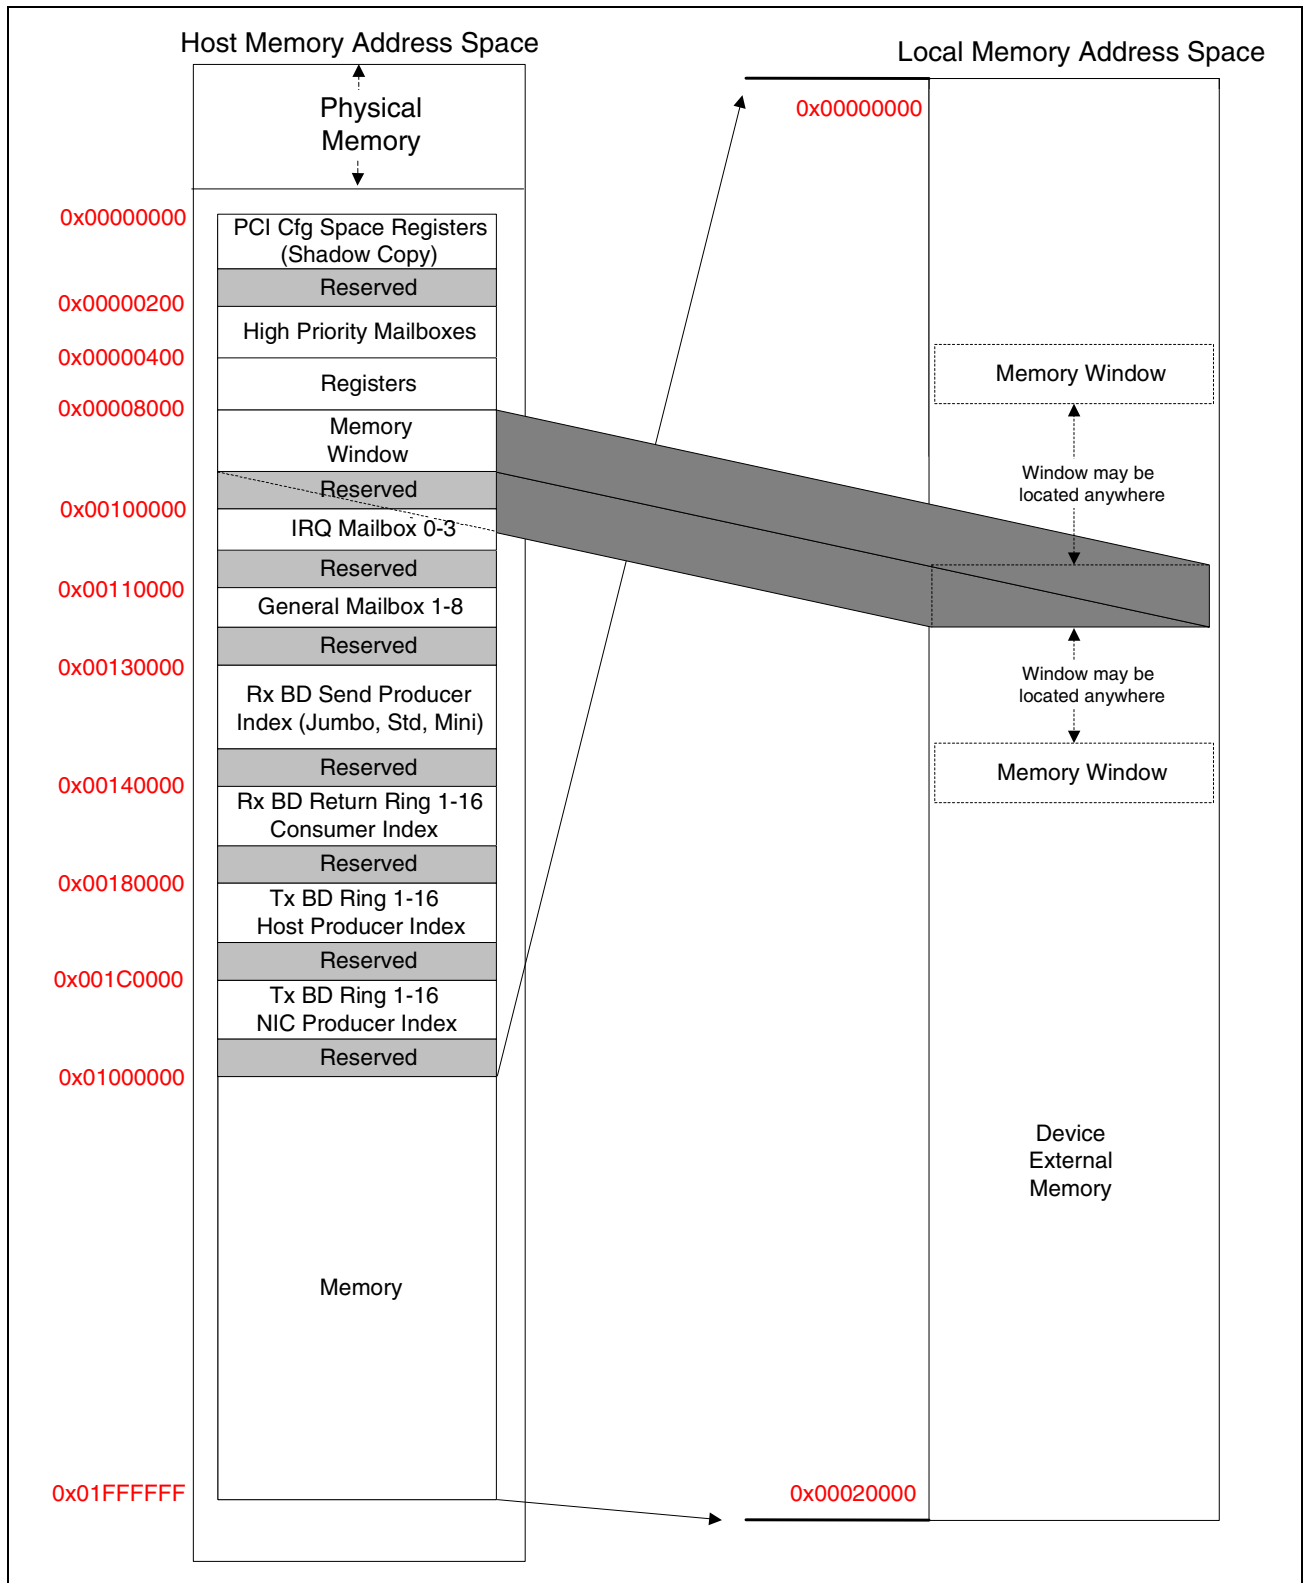 Host Memory Address Space
Local Memory Address Space
Physical
Memory
0x00000000
PCI Cfg Space Registers
(Shadow Copy)
Reserved
0x00000200
High Priority Mailboxes
0x00000400
Registers
0x00008000
Memory
Window
Reserved
0x00100000
IRQ Mailbox 0-3
Reserved
0x00110000
General Mailbox 1-8
Reserved
0x00130000
Rx BD Send Producer
Index (Jumbo, Std, Mini)
Reserved
0x00140000
Rx BD Return Ring 1-16
Consumer Index
Reserved
0x00180000
Tx BD Ring 1-16
Host Producer Index
Reserved
0x001C0000
Tx BD Ring 1-16
NIC Producer Index
Reserved
0x01000000
Memory
0x01FFFFFF
0x00000000
Memory Window
Window may be
located anywhere
Window may be
located anywhere
Memory Window
Device
External
Memory
0x00020000